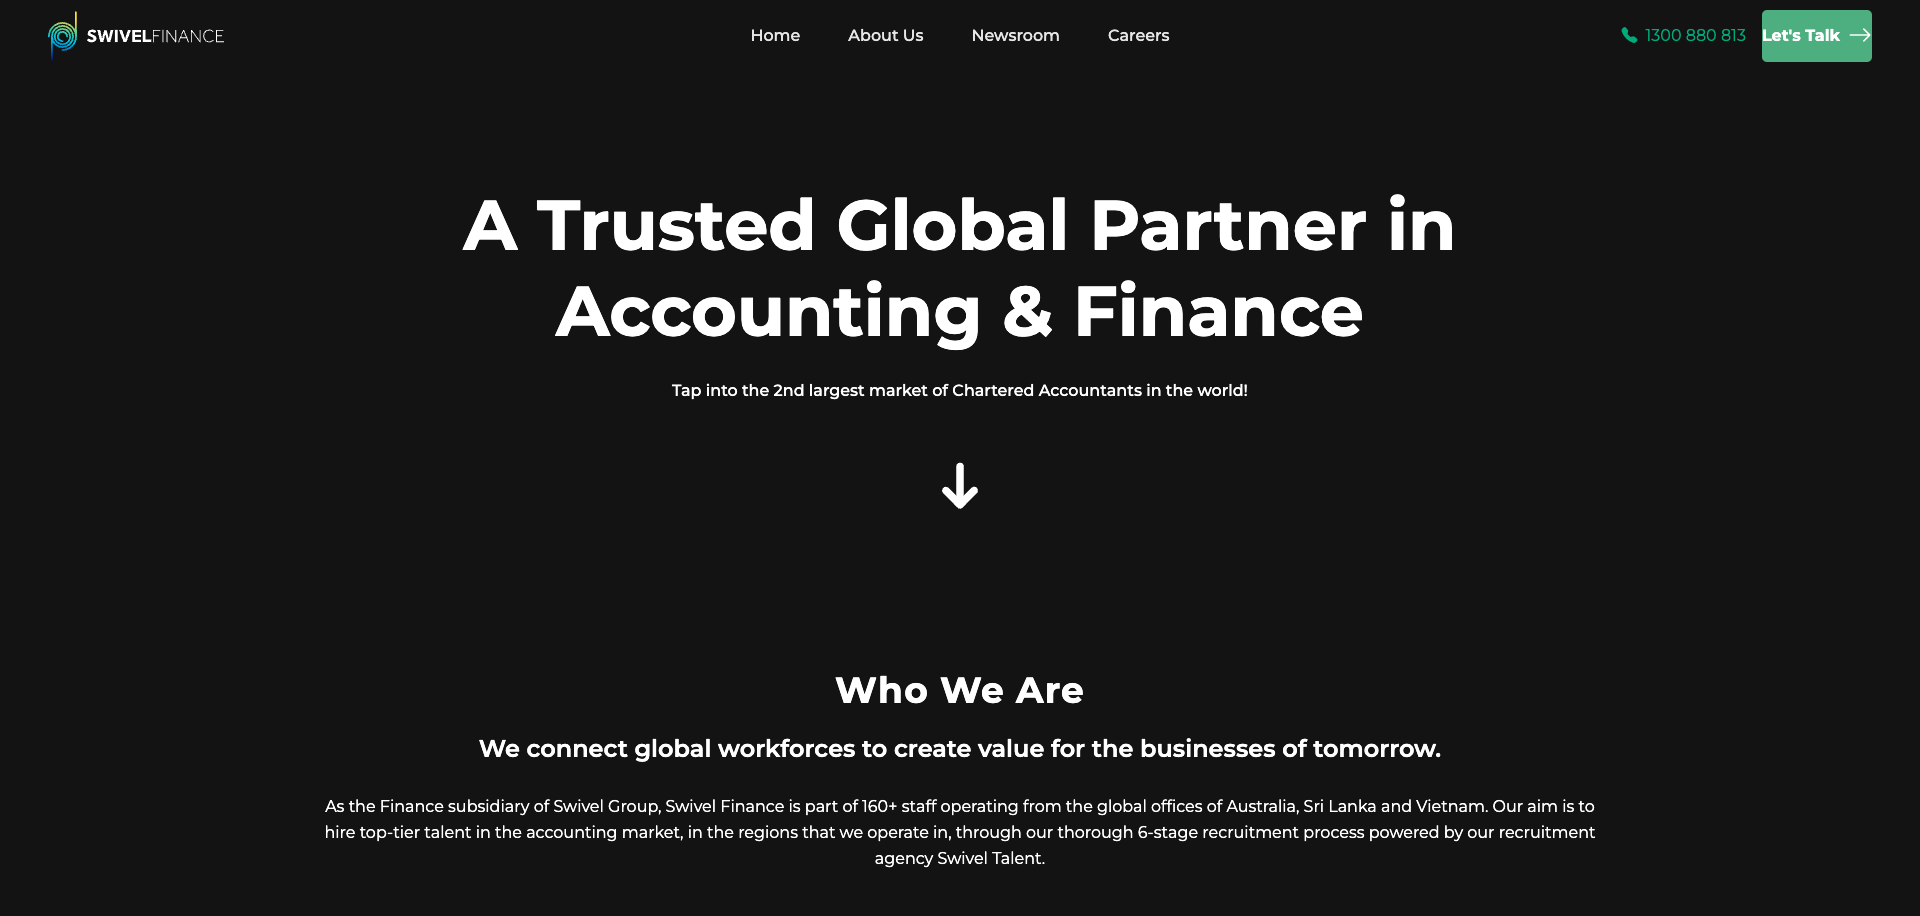 SWIVELFINANCE
Home
About Us
Newsroom
Careers
1300 880 813
Let's Talk
A Trusted Global Partner in
Accounting & Finance
Tap into the 2nd largest market of Chartered Accountants in the world!
Who We Are
We connect global workforces to create value for the businesses of tomorrow.
As the Finance subsidiary of Swivel Group, Swivel Finance is part of 160+ staff operating from the global offices of Australia, Sri Lanka and Vietnam. Our aim is to
hire top-tier talent in the accounting market, in the regions that we operate in, through our thorough 6-stage recruitment process powered by our recruitment
agency Swivel Talent.